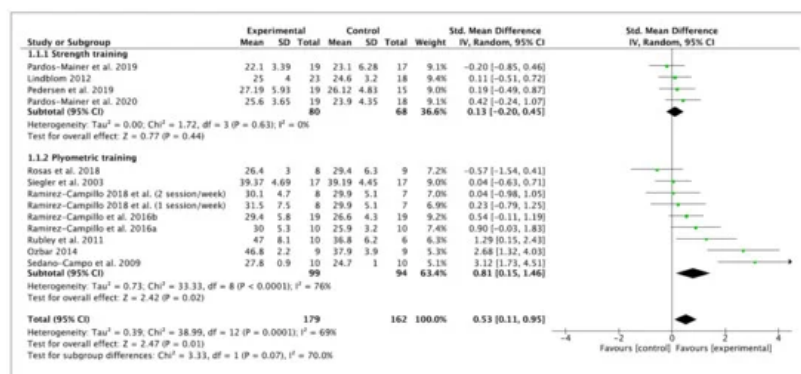 Experimental Control Std. Mean Difference Std. Mean Difference
Study or Subgroup Mean SD Total Mean SD Total Weight IV, Random, 95% CI IV, Random, 95% CI
1.1.1 Strength training
Pardos-Mainer et al. 2019 22.1 3.39 19 23.1 6.28 17 9.1% -0.20 [-0.85, 0.46]
Lindblom 2012 25 4 23 24.6 3.2 18 9.4% 0.11 [-0.51, 0.72]
Pedersen et al. 2019 27.19 5.93 19 26.12 4.83 15 9.0% 0.19 [-0.49, 0.87]
Pardos-Mainer et al. 2020 25.6 3.65 19 23.9 4.35 18 9.1% 0.42 [-0.24, 1.07]
Subtotal (95% CI) 80 68 36.6% 0.13 [-0.20, 0.45]
Heterogeneity: Tau² = 0.00; Chi² = 1.72, df = 3 (P = 0.63); I² = 0%
Test for overall effect: Z = 0.77 (P = 0.44)
1.1.2 Plyometric training
Rosas et al. 2018 26.4 3 8 29.4 6.3 9 7.2% -0.57 [-1.54, 0.41]
Siegler et al. 2003 39.37 4.69 17 39.19 4.45 17 9.0% 0.04 [-0.63, 0.71]
Ramirez-Campillo 2018 et al. (2 session/week) 30.1 4.7 8 29.9 5.1 7 7.0% 0.04 [-0.98, 1.05]
Ramirez-Campillo 2018 et al. (1 session/week) 31.5 7.5 8 29.9 5.1 7 7.0% 0.23 [-0.79, 1.25]
Ramirez-Campillo et al. 2016b 29.4 5.8 19 26.6 4.3 19 9.1% 0.54 [-0.11, 1.19]
Ramirez-Campillo et al. 2016a 30 5.3 10 25.9 3.2 10 7.5% 0.90 [-0.03, 1.83]
Rubley et al. 2011 47 8.1 10 36.8 6.2 6 6.4% 1.29 [0.15, 2.43]
Ozbar 2014 46.8 2.2 9 37.9 3.9 9 5.4% 2.68 [1.32, 4.03]
Sedano-Campo et al. 2009 27.8 0.9 10 24.7 1 10 5.1% 3.12 [1.73, 4.51]
Subtotal (95% CI) 99 94 63.4% 0.81 [0.15, 1.46]
Heterogeneity: Tau² = 0.73; Chi² = 33.33, df = 8 (P < 0.0001); I² = 76%
Test for overall effect: Z = 2.42 (P = 0.02)
Total (95% CI) 179 162 100.0% 0.53 [0.11, 0.95]
Heterogeneity: Tau² = 0.39; Chi² = 38.99, df = 12 (P = 0.0001); I² = 69%
Test for overall effect: Z = 2.47 (P = 0.01)
Test for subgroup differences: Chi² = 3.33, df = 1 (P = 0.07), I² = 70.0%
-4 -2 0 2 4
Favours [control] Favours [experimental]